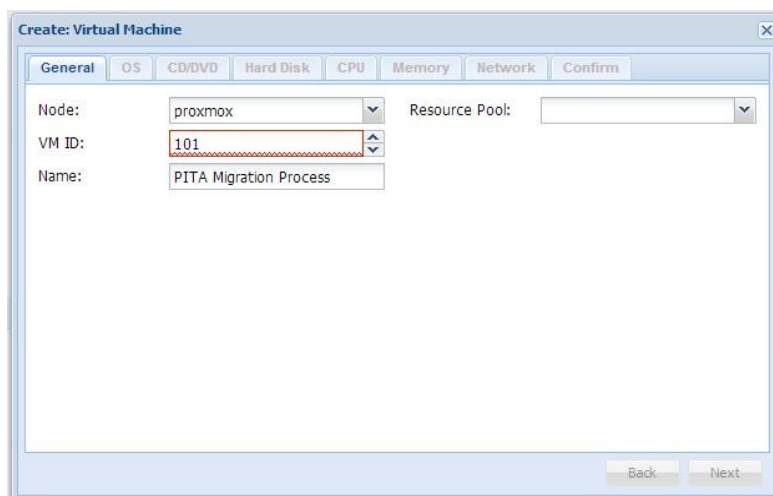 Create: Virtual Machine
General OS CD/DVD Hard Disk CPU Memory Network Confirm
Node: proxmox Resource Pool:
VM ID: 101
Name: PITA Migration Process
Back Next